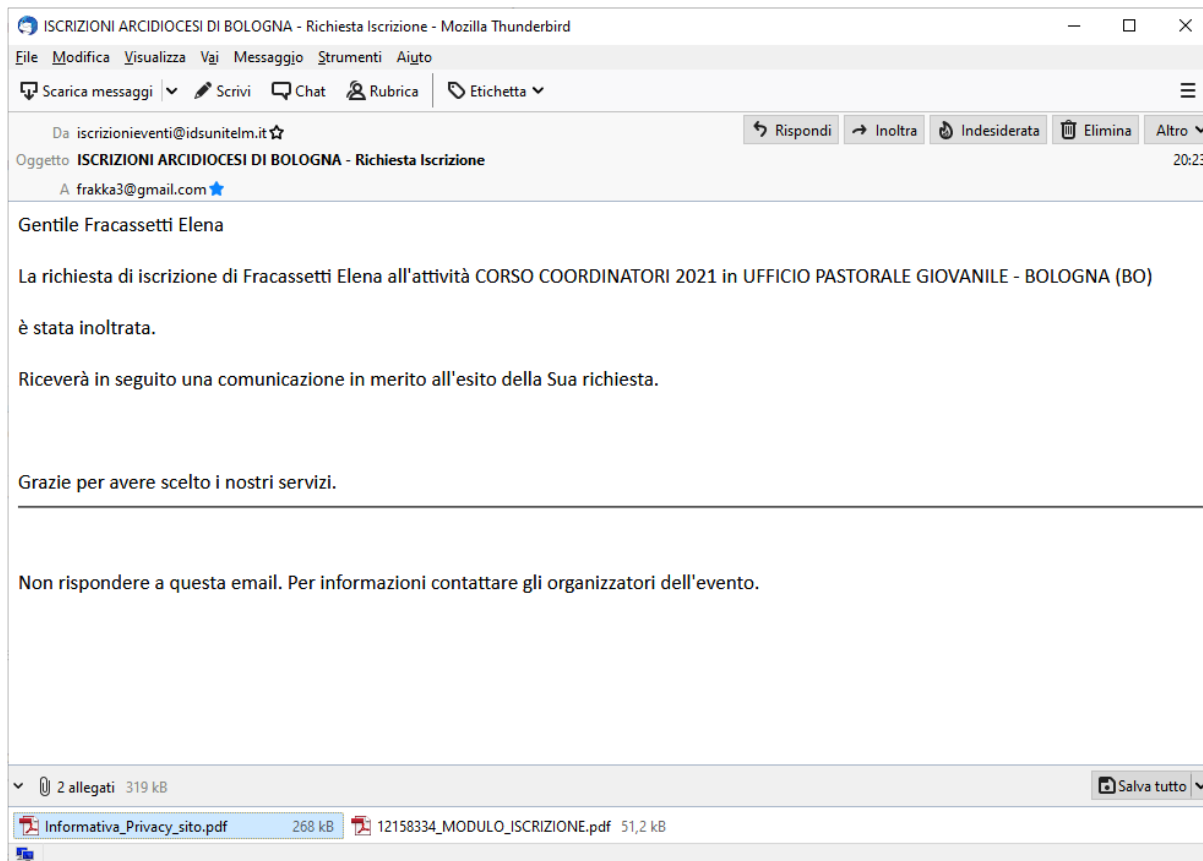 ISCRIZIONI ARCIDIOCESI DI BOLOGNA - Richiesta Iscrizione - Mozilla Thunderbird
File Modifica Visualizza Vai Messaggio Strumenti Aiuto
Scarica messaggi Scrivi Chat Rubrica Etichetta
Da iscrizionieventi@idsunitelm.it Rispondi Inoltra Indesiderata Elimina Altro
Oggetto ISCRIZIONI ARCIDIOCESI DI BOLOGNA - Richiesta Iscrizione 20:23
A frakka3@gmail.com
Gentile Fracassetti Elena
La richiesta di iscrizione di Fracassetti Elena all'attività CORSO COORDINATORI 2021 in UFFICIO PASTORALE GIOVANILE - BOLOGNA (BO)
è stata inoltrata.
Riceverà in seguito una comunicazione in merito all'esito della Sua richiesta.
Grazie per avere scelto i nostri servizi.
Non rispondere a questa email. Per informazioni contattare gli organizzatori dell'evento.
2 allegati 319 kB Salva tutto
Informativa_Privacy_sito.pdf 268 kB 12158334_MODULO_ISCRIZIONE.pdf 51,2 kB